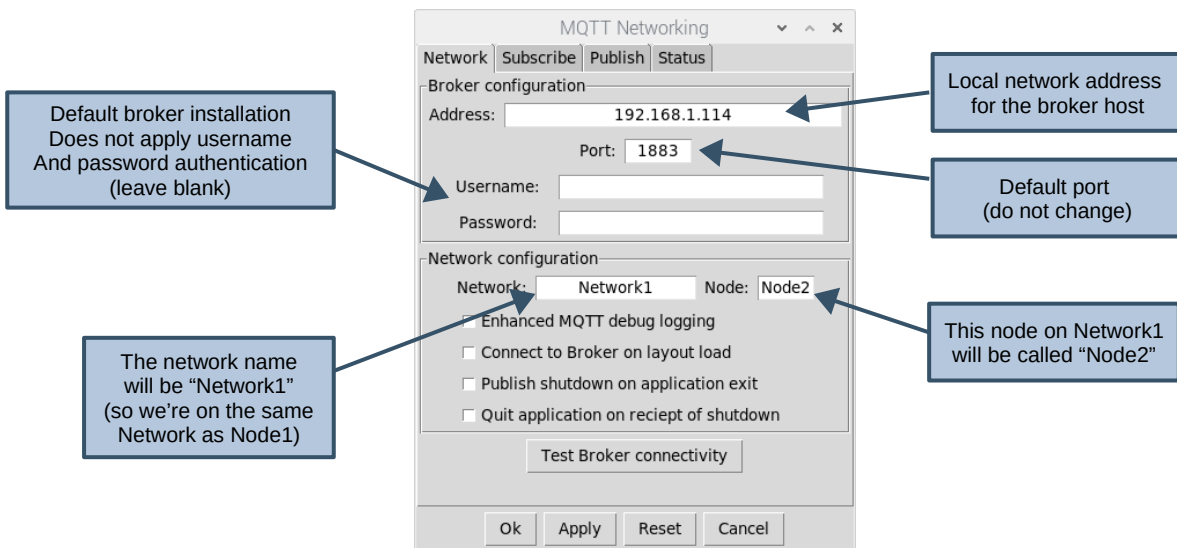 MQTT Networking
Network Subscribe Publish Status
Broker configuration
Address: 192.168.1.114
Port: 1883
Username:
Password:
Network configuration
Network: Network1 Node: Node2
Enhanced MQTT debug logging
Connect to Broker on layout load
Publish shutdown on application exit
Quit application on reciept of shutdown
Test Broker connectivity
Ok Apply Reset Cancel
Default broker installation
Does not apply username
And password authentication
(leave blank)
The network name
will be “Network1”
(so we’re on the same
Network as Node1)
Local network address
for the broker host
Default port
(do not change)
This node on Network1
will be called “Node2”